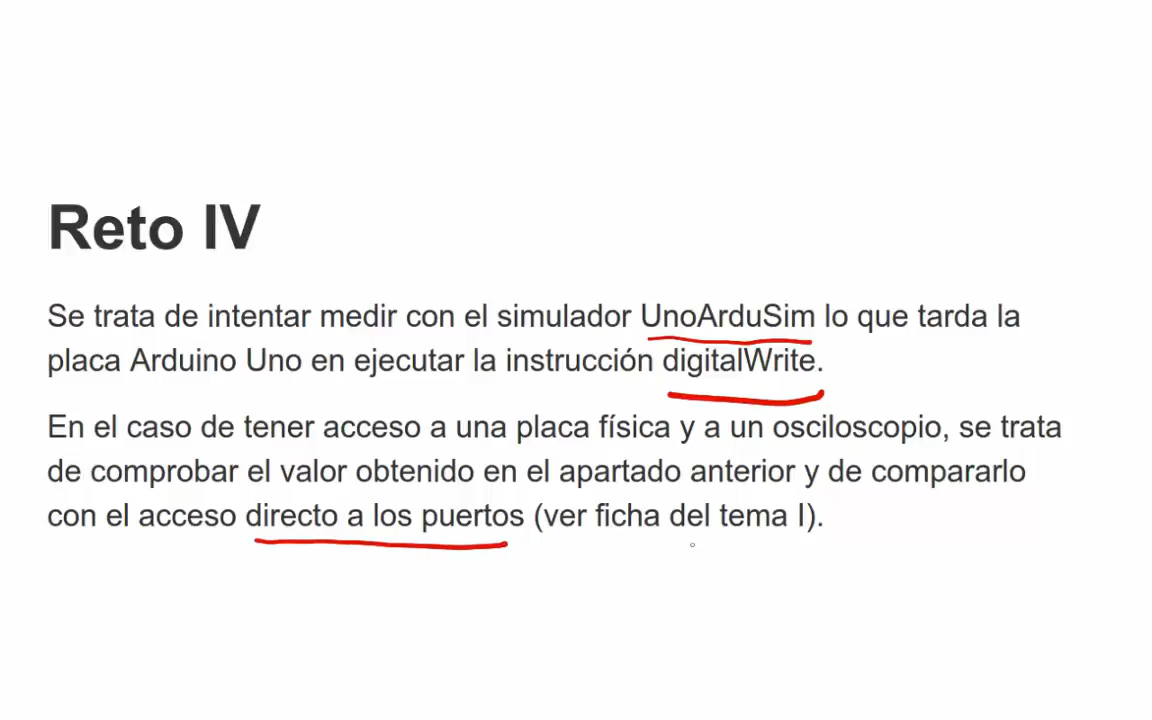 Reto IV
Se trata de intentar medir con el simulador UnoArduSim lo que tarda la
placa Arduino Uno en ejecutar la instrucción digitalWrite.
En el caso de tener acceso a una placa física y a un osciloscopio, se trata
de comprobar el valor obtenido en el apartado anterior y de compararlo
con el acceso directo a los puertos (ver ficha del tema I).